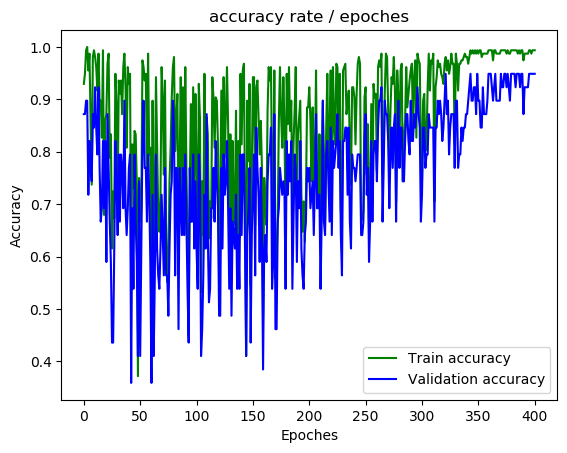 accuracy rate / epoches
1.0
0.9
0.8
0.7
0.6
0.5
0.4
Accuracy
0 50 100 150 200 250 300 350 400
Epoches
Train accuracy
Validation accuracy